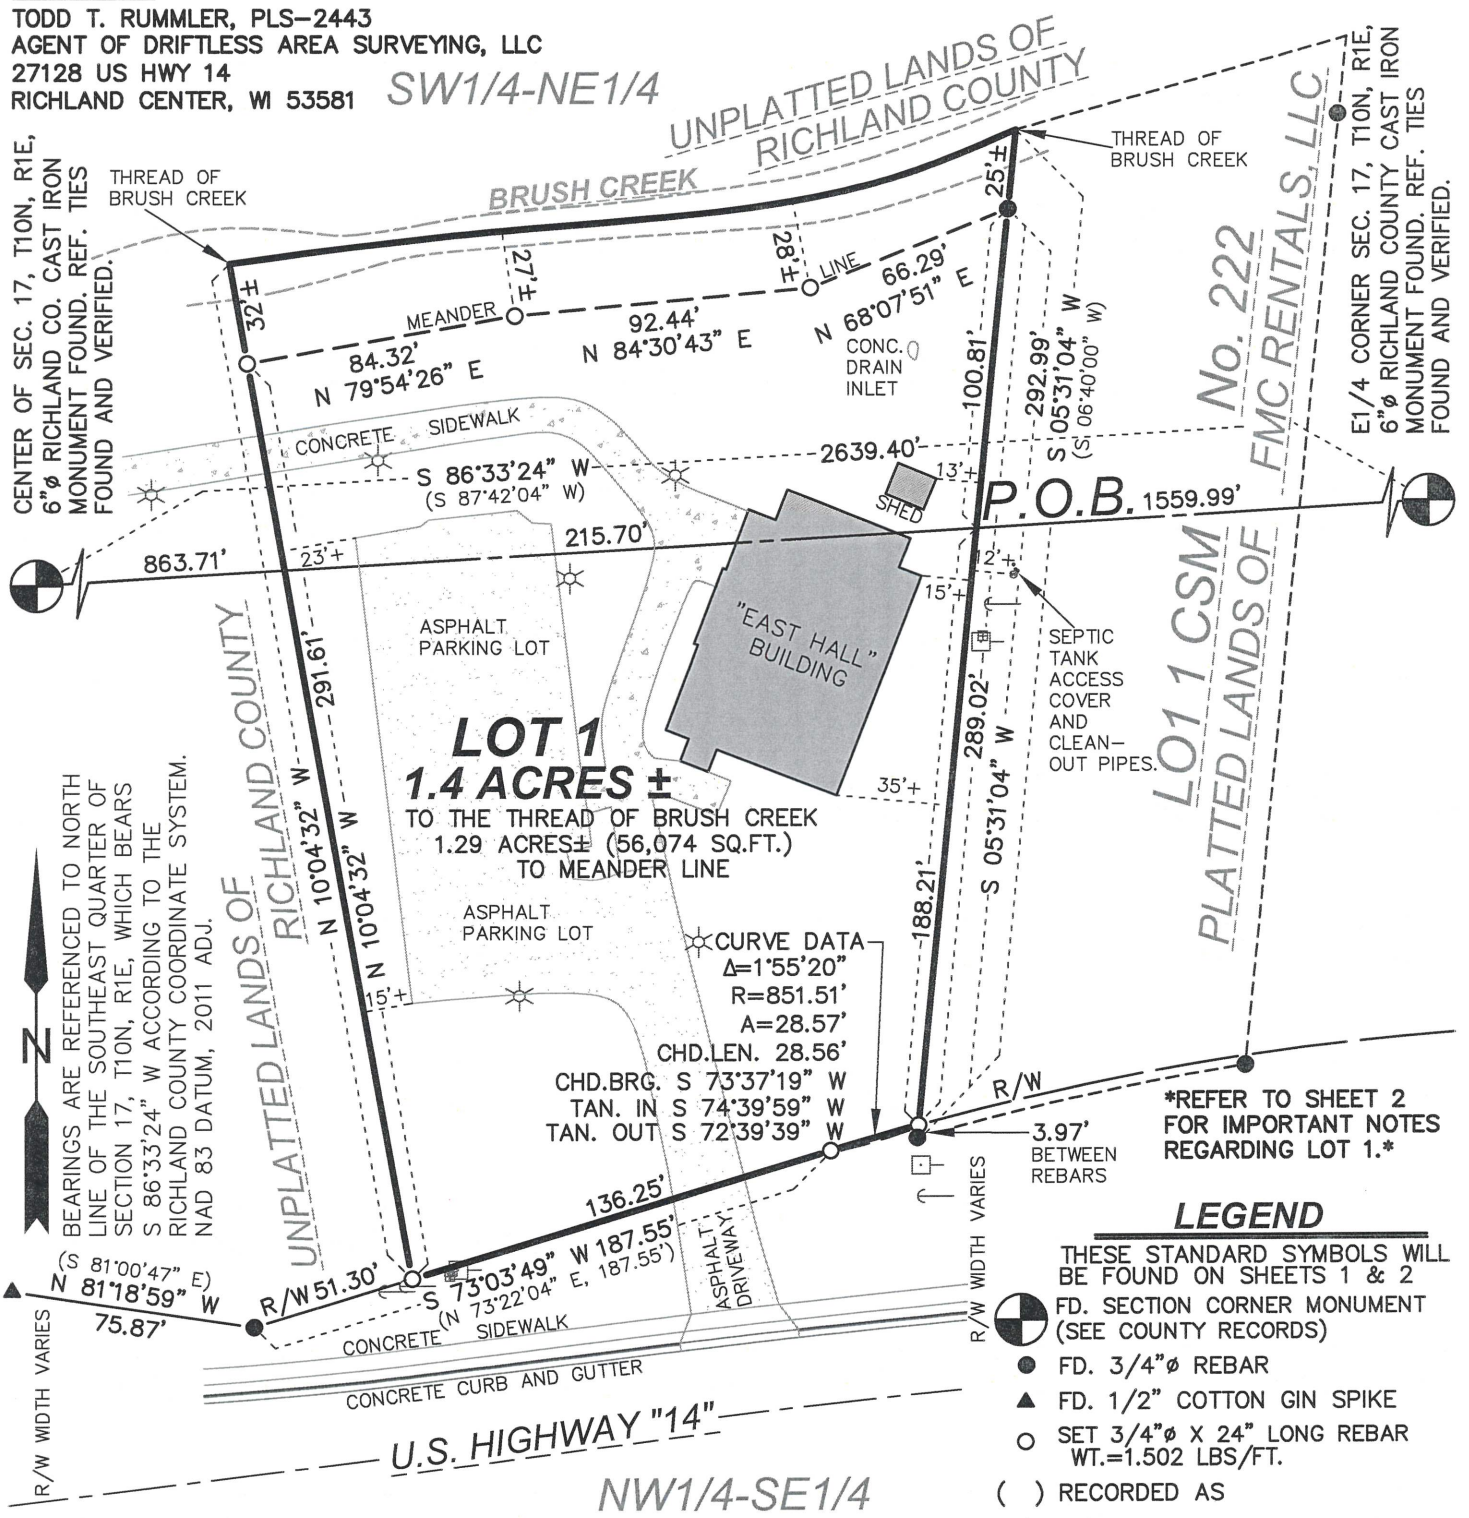 TODD T. RUMMLER, PLS-2443
AGENT OF DRIFTLESS AREA SURVEYING, LLC
27128 US HWY 14
RICHLAND CENTER, WI 53581
SW1/4-NE1/4
UNPLATTED LANDS OF
RICHLAND COUNTY
CENTER OF SEC. 17, T10N, R1E,
6"ø RICHLAND CO. CAST IRON
MONUMENT FOUND. REF. TIES
FOUND AND VERIFIED.
THREAD OF
BRUSH CREEK
BRUSH CREEK
THREAD OF
BRUSH CREEK
E1/4 CORNER SEC. 17, T10N, R1E,
6"ø RICHLAND COUNTY CAST IRON
MONUMENT FOUND. REF. TIES
FOUND AND VERIFIED.
32'±
27'±
28'±
25'±
MEANDER
LINE
84.32'
N 79°54'26" E
92.44'
N 84°30'43" E
66.29'
N 68°07'51" E
CONC.
DRAIN
INLET
100.81'
292.99'
S 05°31'04" W
(S 06°40'00" W)
LO1 1 CSM No. 222
PLATTED LANDS OF FMC RENTALS, LLC
CONCRETE SIDEWALK
S 86°33'24" W
(S 87°42'04" W)
2639.40'
13'+
SHED
P.O.B.
1559.99'
863.71'
23'+
215.70'
12'+
15'+
"EAST HALL"
BUILDING
ASPHALT
PARKING LOT
SEPTIC
TANK
ACCESS
COVER
AND
CLEAN-
OUT PIPES.
291.61'
N 10°04'32" W
N 10°04'32" W
289.02'
S 05°31'04" W
LOT 1
1.4 ACRES ±
TO THE THREAD OF BRUSH CREEK
1.29 ACRES± (56,074 SQ.FT.)
TO MEANDER LINE
35'+
188.21'
UNPLATTED LANDS OF
RICHLAND COUNTY
BEARINGS ARE REFERENCED TO NORTH
LINE OF THE SOUTHEAST QUARTER OF
SECTION 17, T10N, R1E, WHICH BEARS
S 86°33'24" W ACCORDING TO THE
RICHLAND COUNTY COORDINATE SYSTEM.
NAD 83 DATUM, 2011 ADJ.
N
ASPHALT
PARKING LOT
15'+
CURVE DATA
Δ=1°55'20"
R=851.51'
A=28.57'
CHD.LEN. 28.56'
CHD.BRG. S 73°37'19" W
TAN. IN S 74°39'59" W
TAN. OUT S 72°39'39" W
R/W
3.97'
BETWEEN
REBARS
*REFER TO SHEET 2
FOR IMPORTANT NOTES
REGARDING LOT 1.*
136.25'
S 73°03'49" W 187.55'
(N 73°22'04" E, 187.55')
R/W 51.30'
(S 81°00'47" E)
N 81°18'59" W
75.87'
R/W WIDTH VARIES
R/W WIDTH VARIES
ASPHALT
DRIVEWAY
CONCRETE SIDEWALK
CONCRETE CURB AND GUTTER
U.S. HIGHWAY "14"
NW1/4-SE1/4
LEGEND
THESE STANDARD SYMBOLS WILL
BE FOUND ON SHEETS 1 & 2
FD. SECTION CORNER MONUMENT
(SEE COUNTY RECORDS)
FD. 3/4"ø REBAR
FD. 1/2" COTTON GIN SPIKE
SET 3/4"ø X 24" LONG REBAR
WT.=1.502 LBS/FT.
( ) RECORDED AS